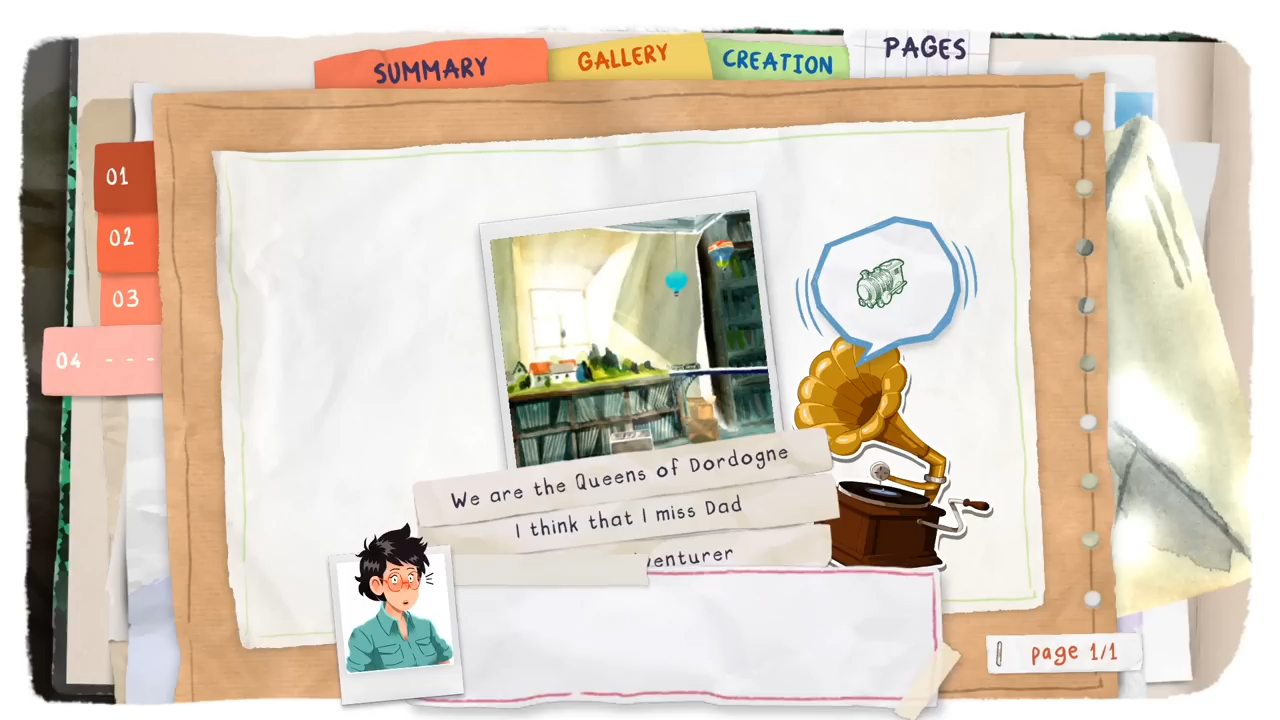 SUMMARY
GALLERY
CREATION
PAGES
01
02
03
04 - - -
We are the Queens of Dordogne
I think that I miss Dad
venturer
page 1/1